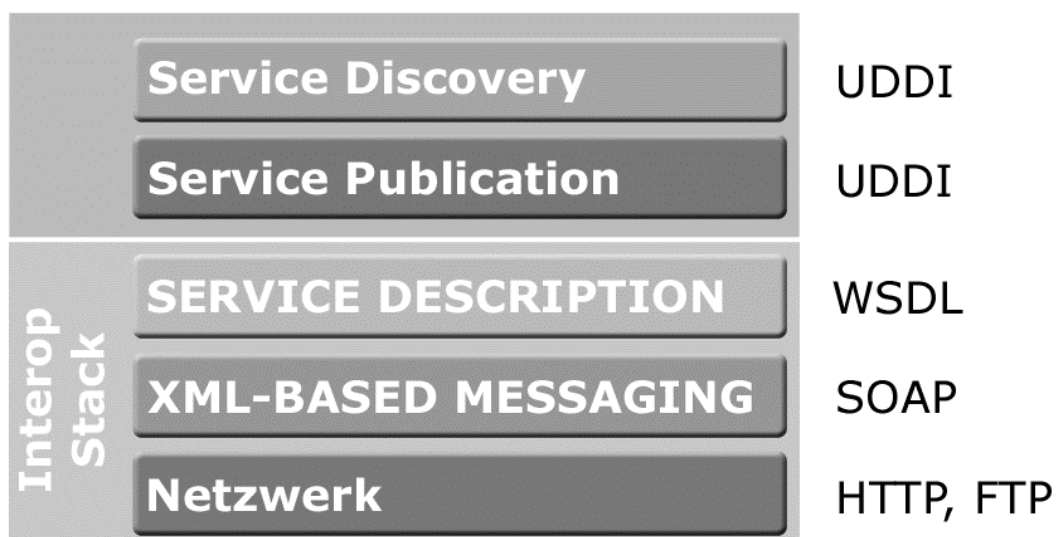 Service Discovery UDDI
Service Publication UDDI
Interop
Stack
SERVICE DESCRIPTION WSDL
XML-BASED MESSAGING SOAP
Netzwerk HTTP, FTP